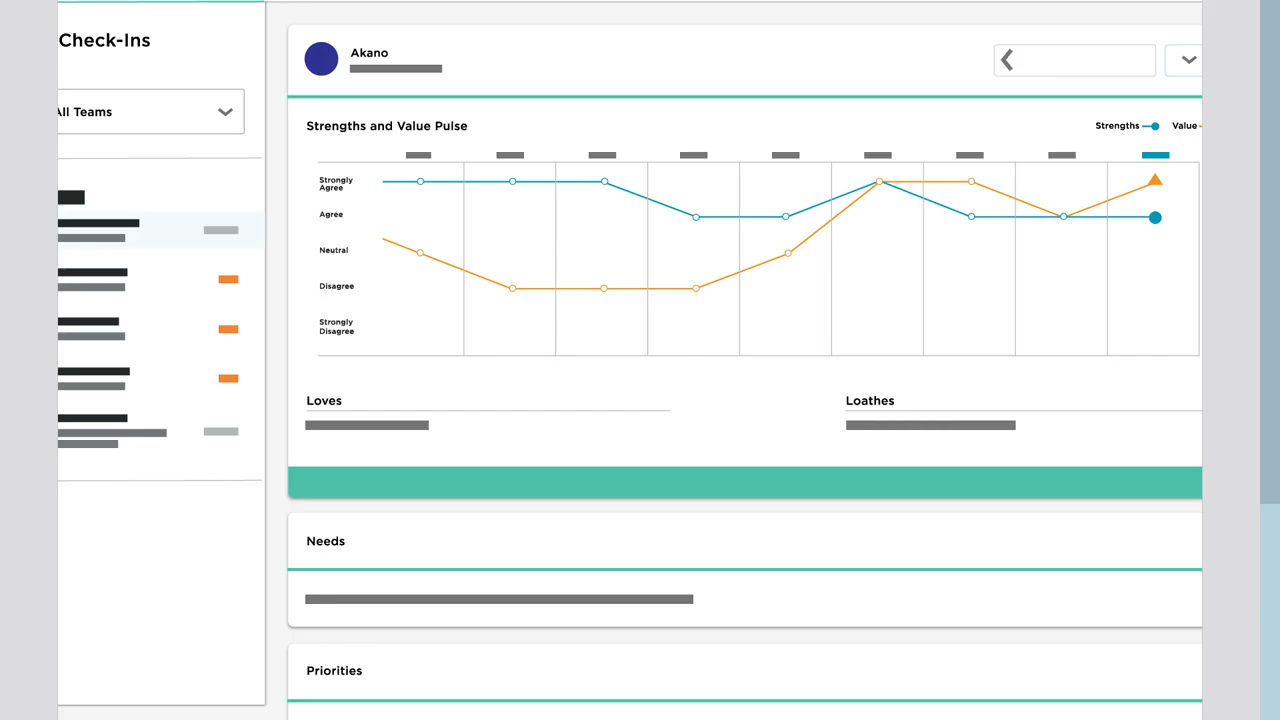 Check-Ins
All Teams
Akano
Strengths and Value Pulse
Strengths
Value
Strongly
Agree
Agree
Neutral
Disagree
Strongly
Disagree
Loves
Loathes
Needs
Priorities